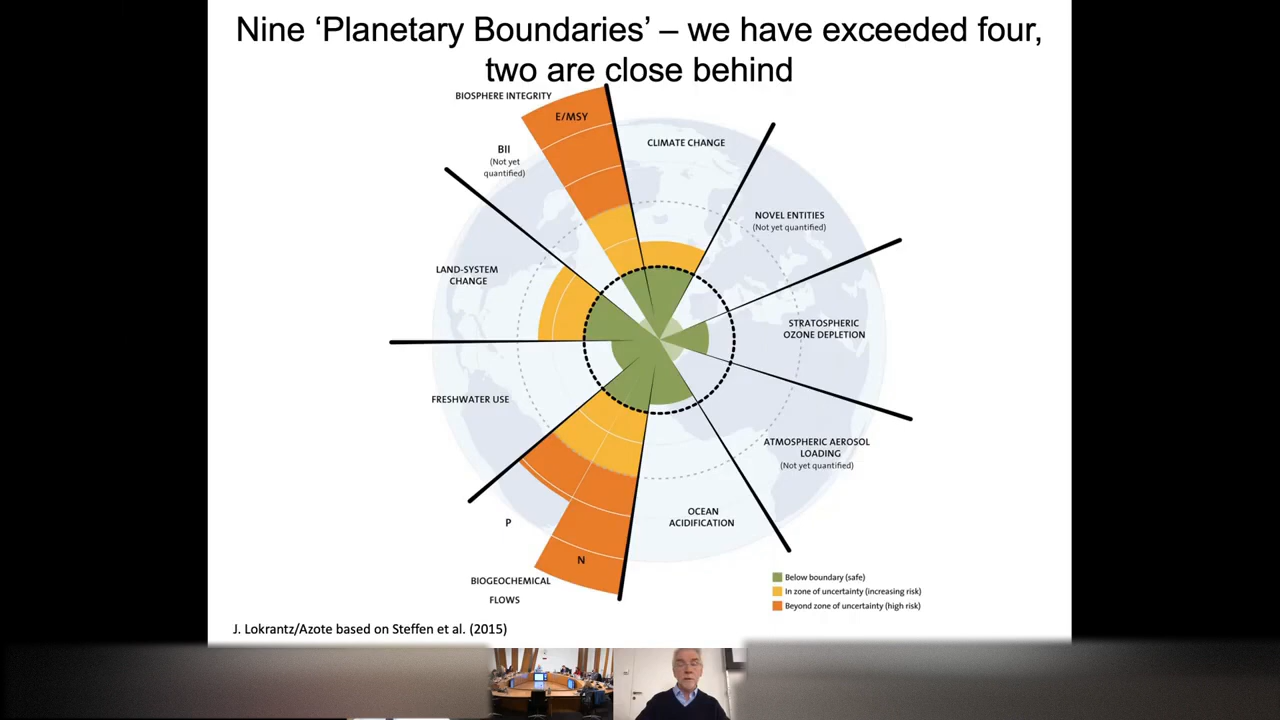 Nine ‘Planetary Boundaries’ – we have exceeded four,
two are close behind
BIOSPHERE INTEGRITY
E/MSY
BII
(Not yet
quantified)
CLIMATE CHANGE
NOVEL ENTITIES
(Not yet quantified)
LAND-SYSTEM
CHANGE
STRATOSPHERIC
OZONE DEPLETION
FRESHWATER USE
ATMOSPHERIC AEROSOL
LOADING
(Not yet quantified)
P
N
OCEAN
ACIDIFICATION
BIOGEOCHEMICAL
FLOWS
Below boundary (safe)
In zone of uncertainty (increasing risk)
Beyond zone of uncertainty (high risk)
J. Lokrantz/Azote based on Steffen et al. (2015)